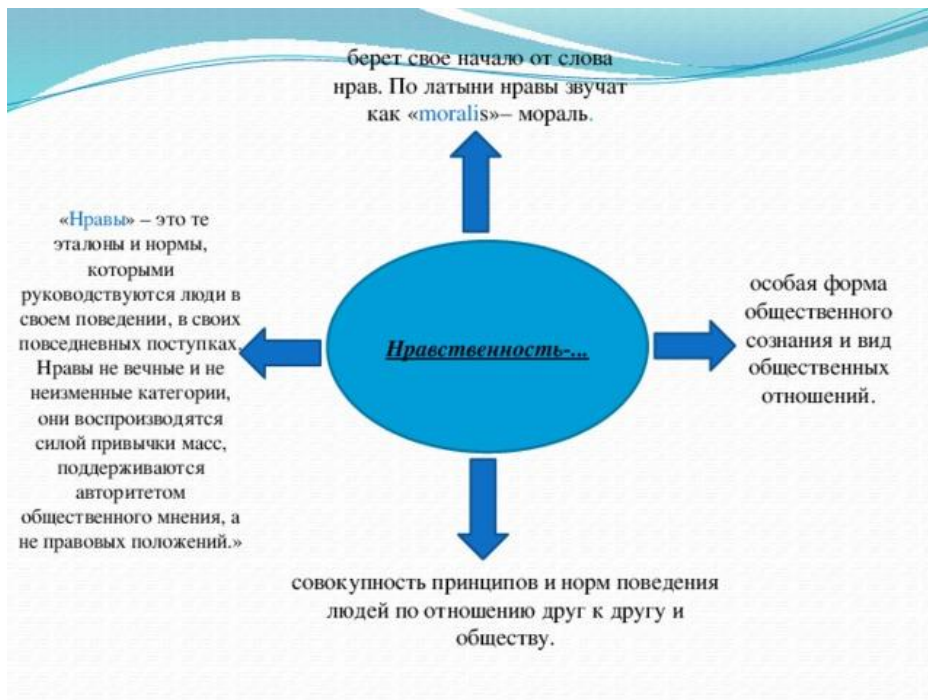 берет свое начало от слова
нрав. По латыни нравы звучат
как «moralis»– мораль.
«Нравы» – это те
эталоны и нормы,
которыми
руководствуются люди в
своем поведении, в своих
повседневных поступках.
Нравы не вечные и не
неизменные категории,
они воспроизводятся
силой привычки масс,
поддерживаются
авторитетом
общественного мнения, а
не правовых положений.»
Нравственность-...
особая форма
общественного
сознания и вид
общественных
отношений.
совокупность принципов и норм поведения
людей по отношению друг к другу и
обществу.